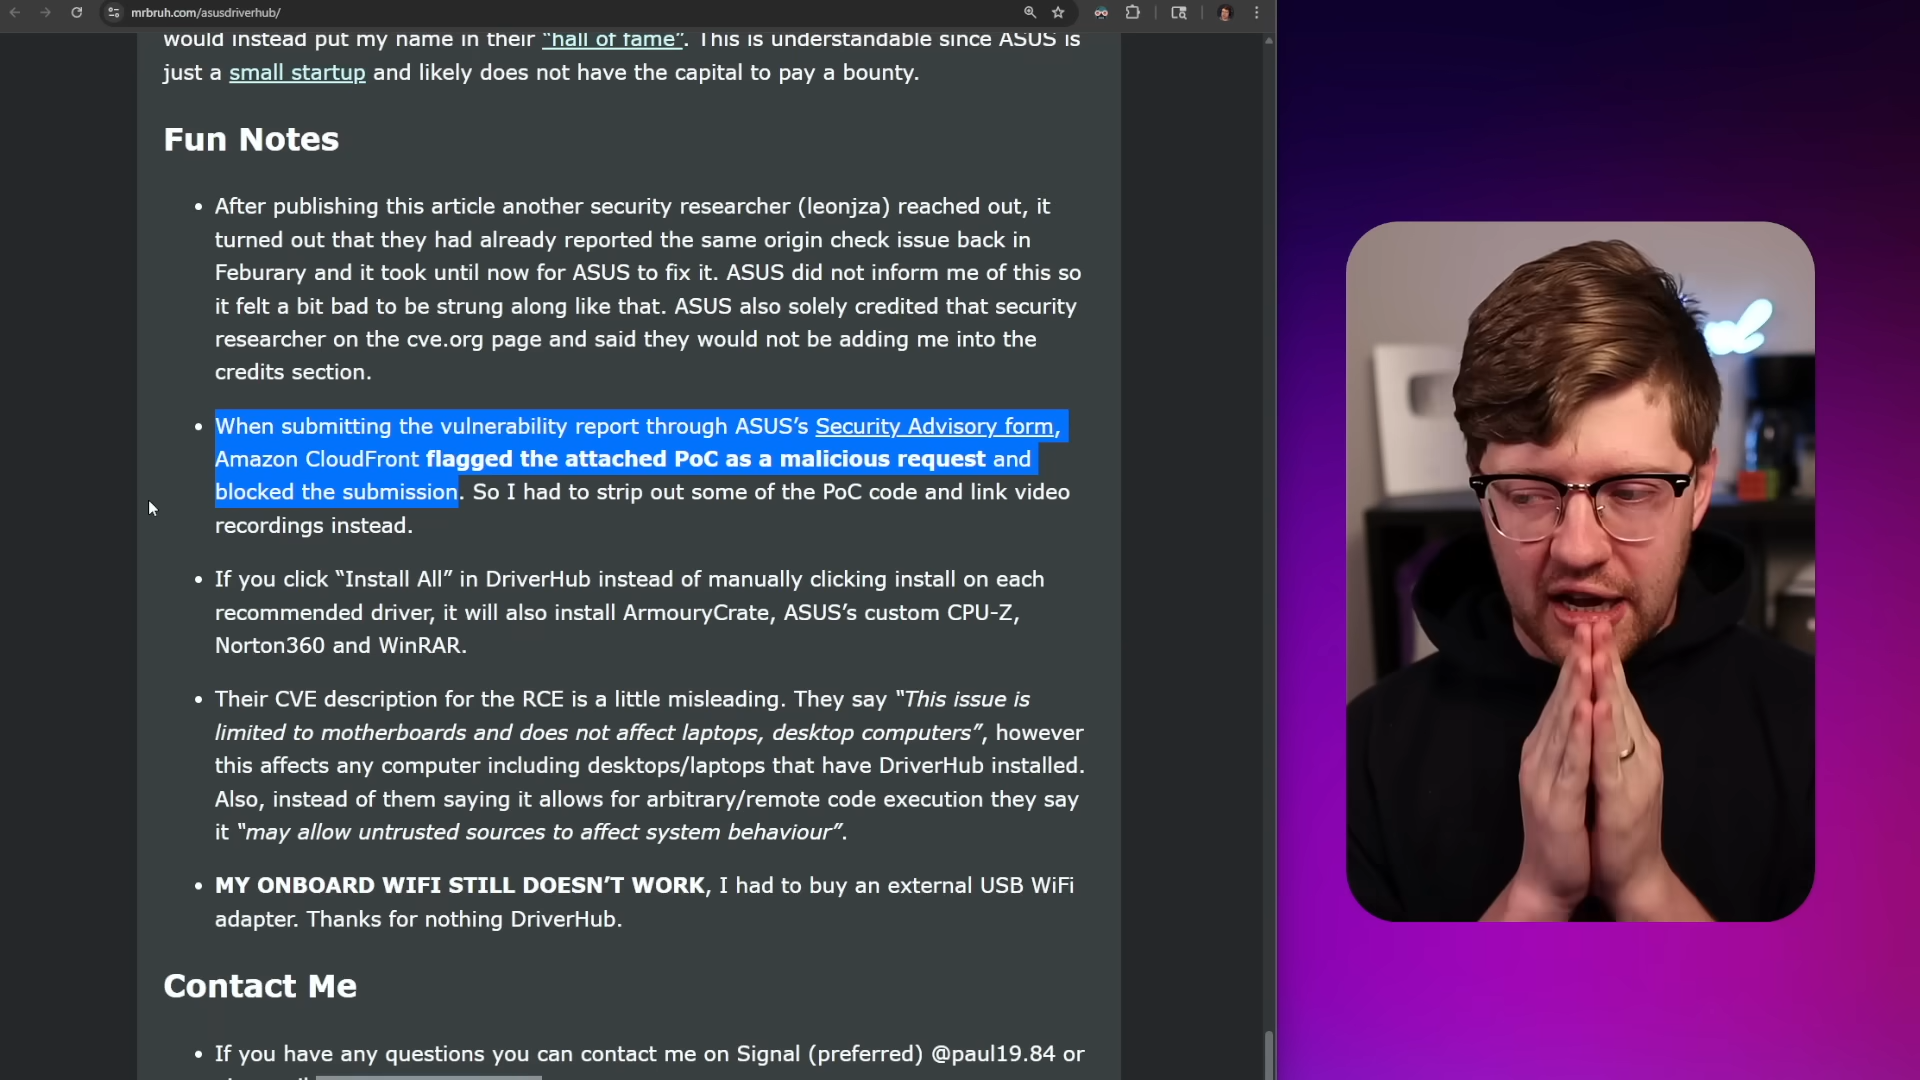 mrbruh.com/asusdriverhub/
would instead put my name in their “hall of fame”. This is understandable since ASUS is
just a small startup and likely does not have the capital to pay a bounty.
Fun Notes
• After publishing this article another security researcher (leonjza) reached out, it
turned out that they had already reported the same origin check issue back in
Feburary and it took until now for ASUS to fix it. ASUS did not inform me of this so
it felt a bit bad to be strung along like that. ASUS also solely credited that security
researcher on the cve.org page and said they would not be adding me into the
credits section.
• When submitting the vulnerability report through ASUS’s Security Advisory form,
Amazon CloudFront flagged the attached PoC as a malicious request and
blocked the submission. So I had to strip out some of the PoC code and link video
recordings instead.
• If you click “Install All” in DriverHub instead of manually clicking install on each
recommended driver, it will also install ArmouryCrate, ASUS’s custom CPU-Z,
Norton360 and WinRAR.
• Their CVE description for the RCE is a little misleading. They say “This issue is
limited to motherboards and does not affect laptops, desktop computers”, however
this affects any computer including desktops/laptops that have DriverHub installed.
Also, instead of them saying it allows for arbitrary/remote code execution they say
it “may allow untrusted sources to affect system behaviour”.
• MY ONBOARD WIFI STILL DOESN’T WORK, I had to buy an external USB WiFi
adapter. Thanks for nothing DriverHub.
Contact Me
• If you have any questions you can contact me on Signal (preferred) @paul19.84 or